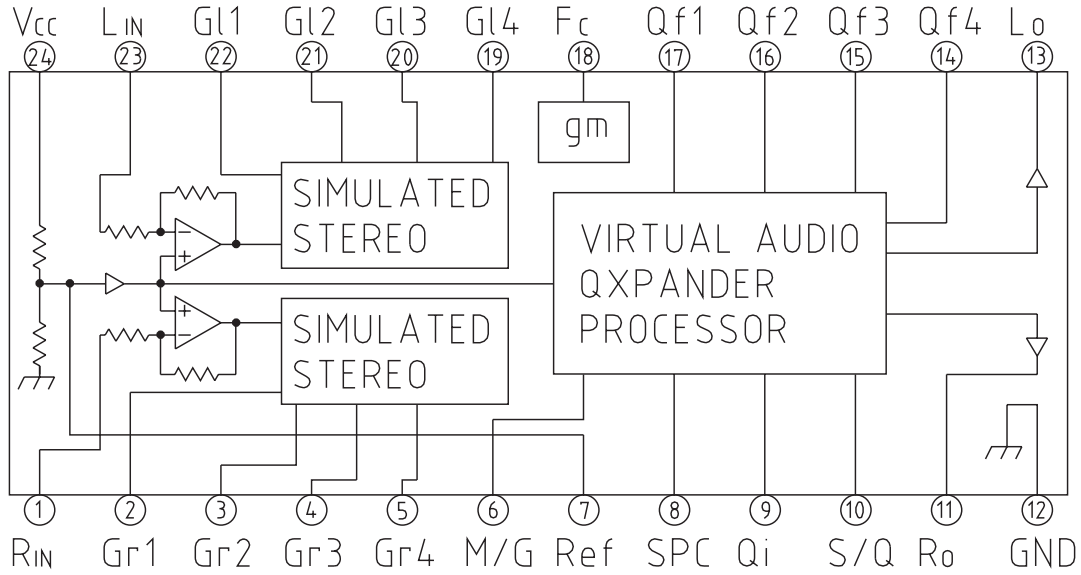 Vcc LIN Gl1 Gl2 Gl3 Gl4 Fc Qf1 Qf2 Qf3 Qf4 Lo
24 23 22 21 20 19 18 17 16 15 14 13
gm
SIMULATED
STEREO
VIRTUAL AUDIO
QXPANDER
PROCESSOR
SIMULATED
STEREO
1 2 3 4 5 6 7 8 9 10 11 12
RIN Gr1 Gr2 Gr3 Gr4 M/G Ref SPC Qi S/Q Ro GND